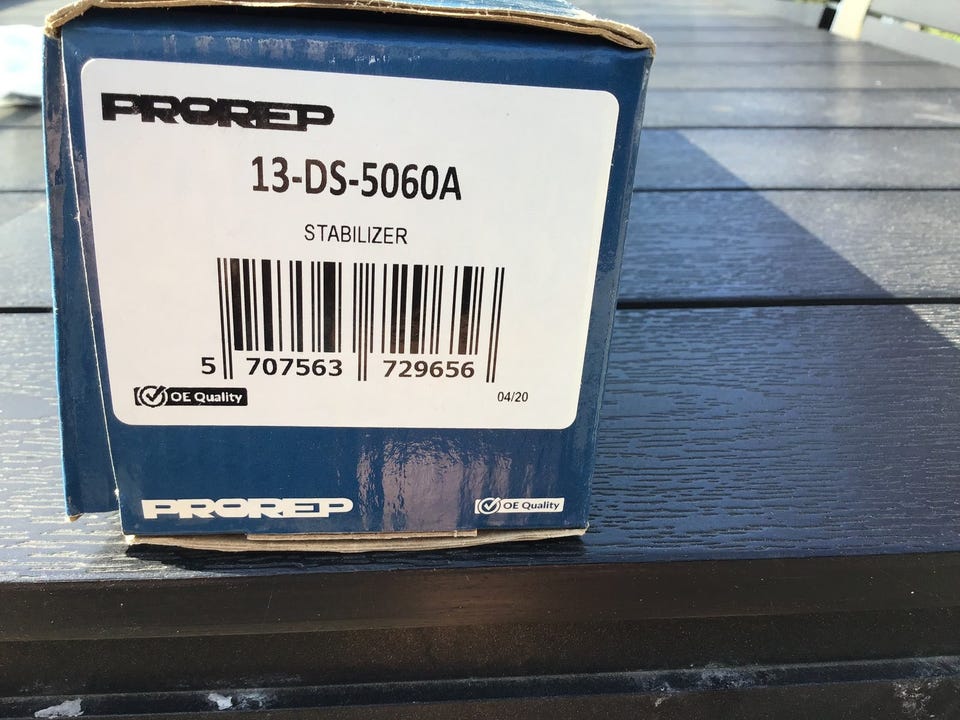 PROREP
13-DS-5060A
STABILIZER
5 707563 729656
OE Quality
04/20
PROREP
OE Quality